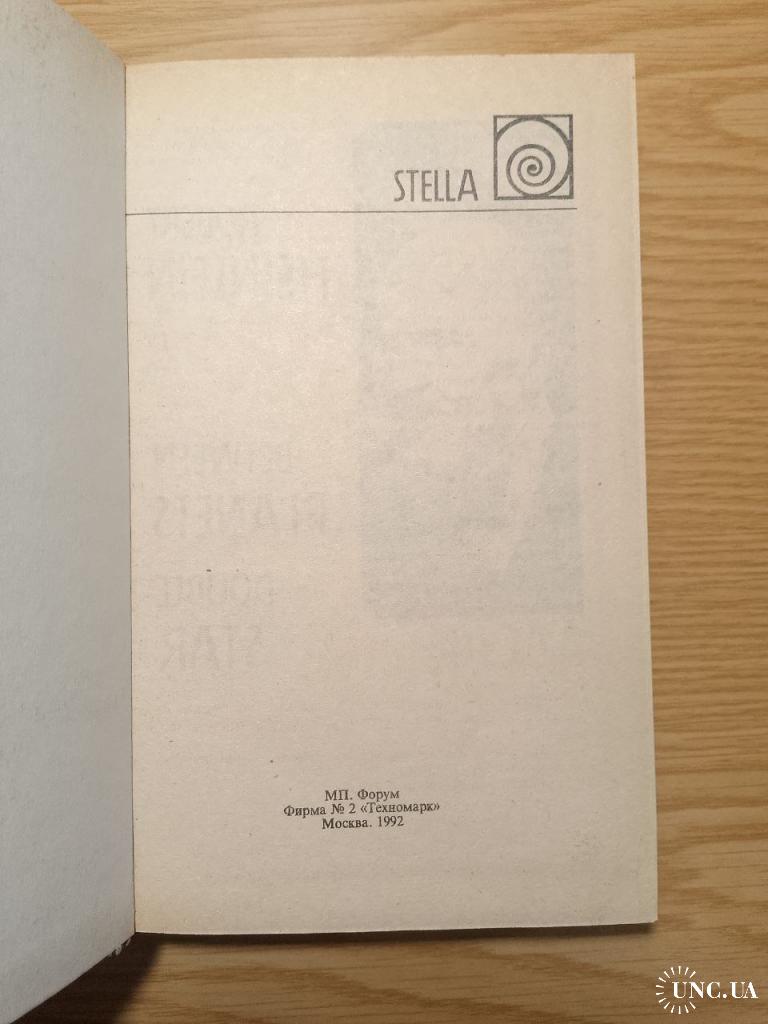 STELLA
МП. Форум
Фирма № 2 «Техномарк»
Москва. 1992
UNC.UA